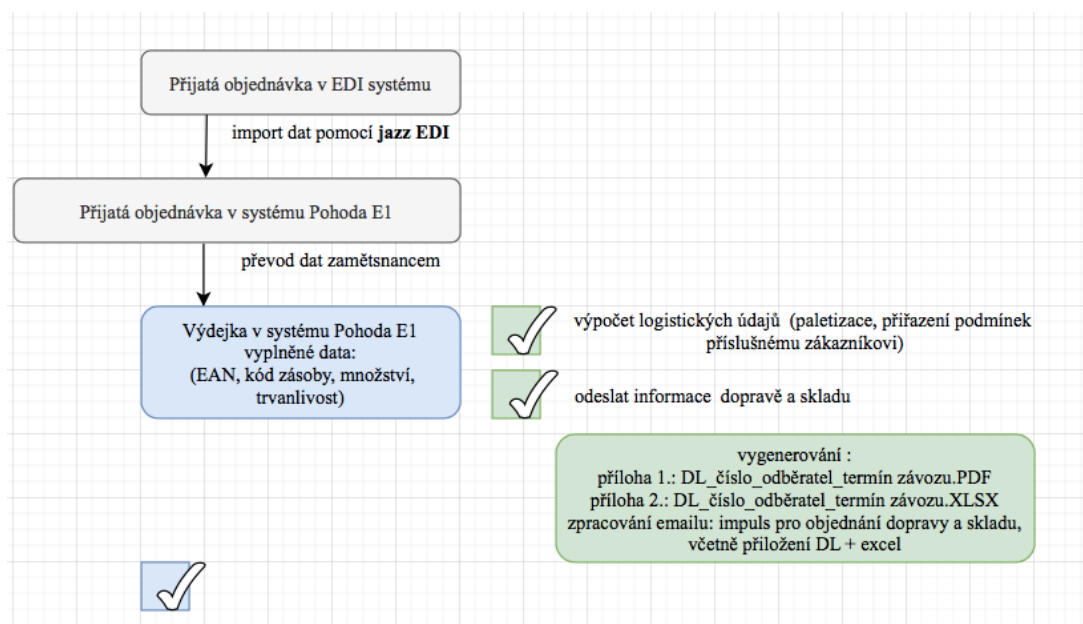 Přijatá objednávka v EDI systému
import dat pomocí jazz EDI
Přijatá objednávka v systému Pohoda E1
převod dat zamětsnancem
Výdejka v systému Pohoda E1
vyplněné data:
(EAN, kód zásoby, množství,
trvanlivost)
výpočet logistických údajů (paletizace, přiřazení podmínek
příslušnému zákazníkovi)
odeslat informace dopravě a skladu
vygenerování :
příloha 1.: DL_číslo_odběratel_termín závozu.PDF
příloha 2.: DL_číslo_odběratel_termín závozu.XLSX
zpracování emailu: impuls pro objednání dopravy a skladu,
včetně přiložení DL + excel